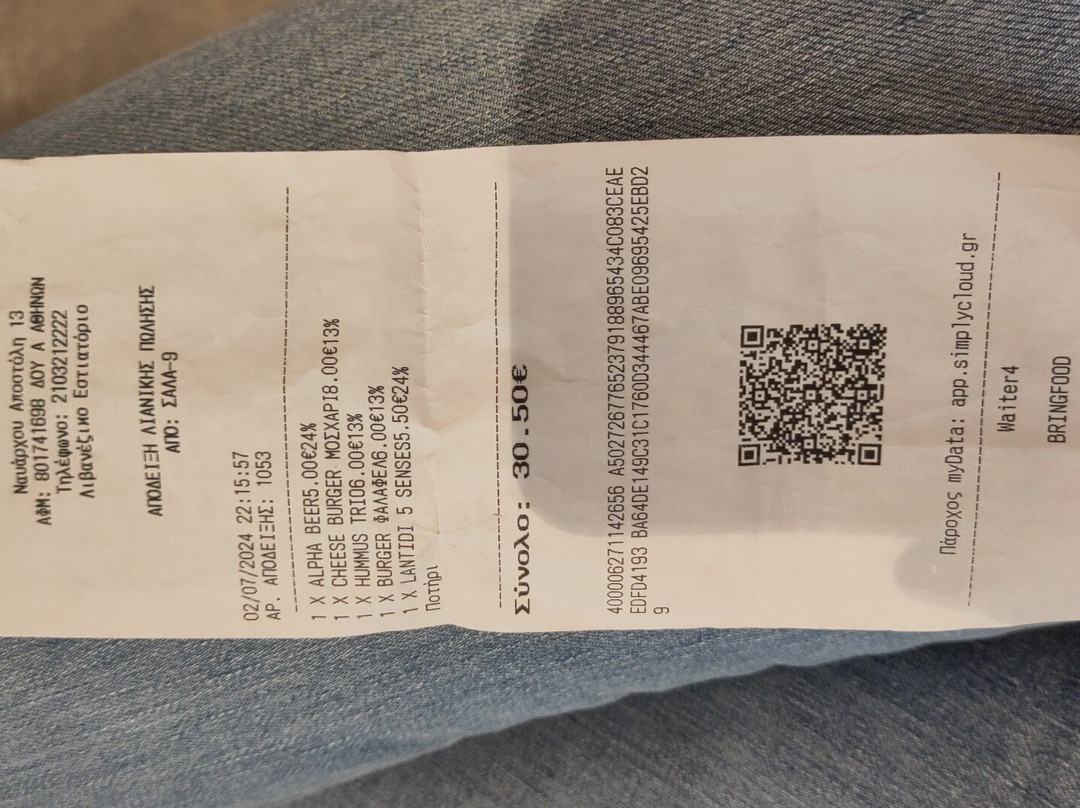 Ναυάρχου Αποστόλη 13
ΑΦΜ: 801741698 ΔΟΥ Α ΑΘΗΝΩΝ
Τηλέφωνο: 2103212222
Λιβανέζικο Εστιατόριο
ΑΠΟΔΕΙΞΗ ΛΙΑΝΙΚΗΣ ΠΩΛΗΣΗΣ
ΑΠΟ: ΣΑΛΑ-9
02/07/2024 22:15:57
ΑΡ. ΑΠΟΔΕΙΞΗΣ: 1053
1 X ALPHA BEER5.00€24%
1 X CHEESE BURGER ΜΟΣΧΑΡΙ8.00€13%
1 X HUMMUS TRIO6.00€13%
1 X BURGER ΦΑΛΑΦΕΛ6.00€13%
1 X LANTIDI 5 SENSES5.50€24%
Ποτήρι
Σύνολο: 30.50€
400006271142656 A50272677652379188965434C083CEAE
EDFD4193 BA64DE149C31C1760D344467ABE09695425EBD2
9
Πάροχος myData: app.simplycloud.gr
Waiter4
BRINGFOOD